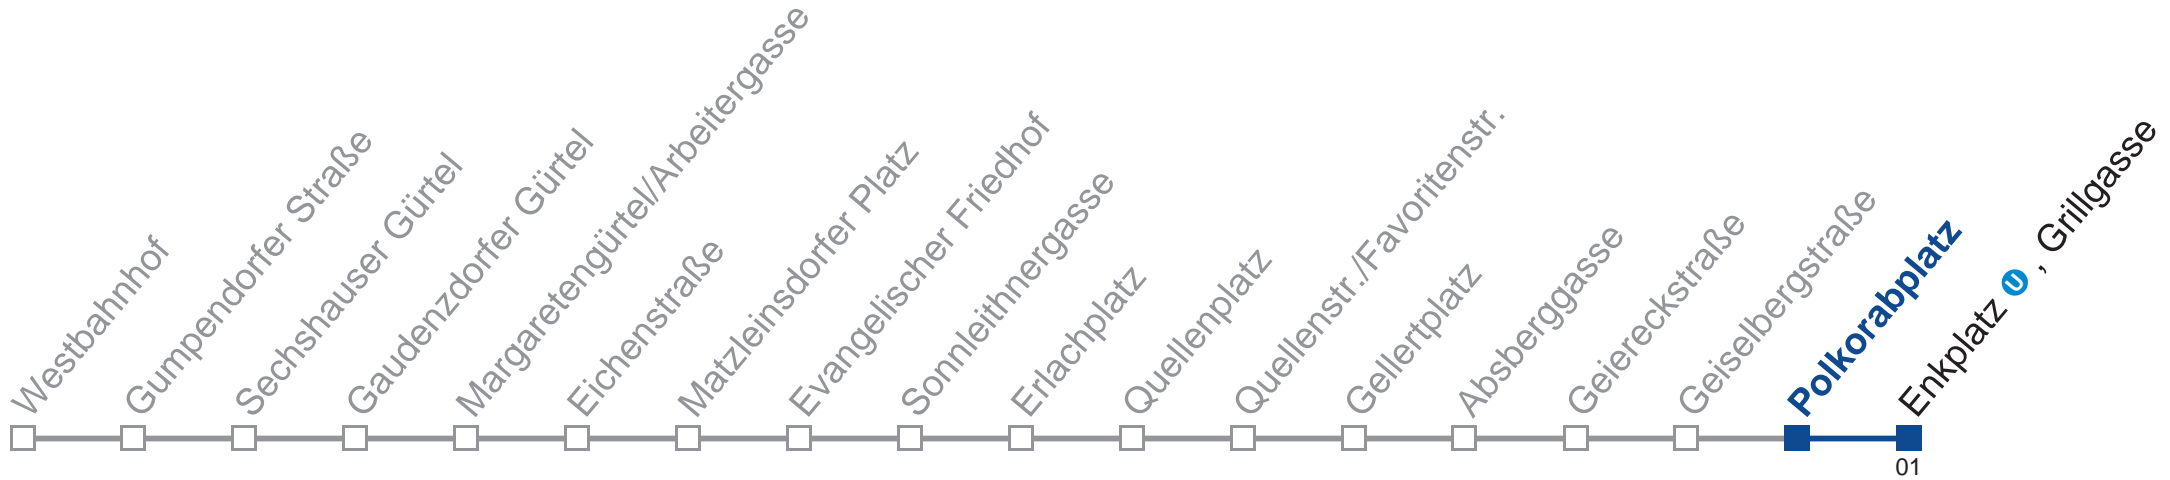 Westbahnhof
Gumpendorfer Straße
Sechshauser Gürtel
Gaudenzdorfer Gürtel
Margaretengürtel/Arbeitergasse
Eichenstraße
Matzleinsdorfer Platz
Evangelischer Friedhof
Sonnleithnergasse
Erlachplatz
Quellenplatz
Quellenstr./Favoritenstr.
Gellertplatz
Absberggasse
Geiereckstraße
Geiselbergstraße
Polkorabplatz
Enkplatz U , Grillgasse
01